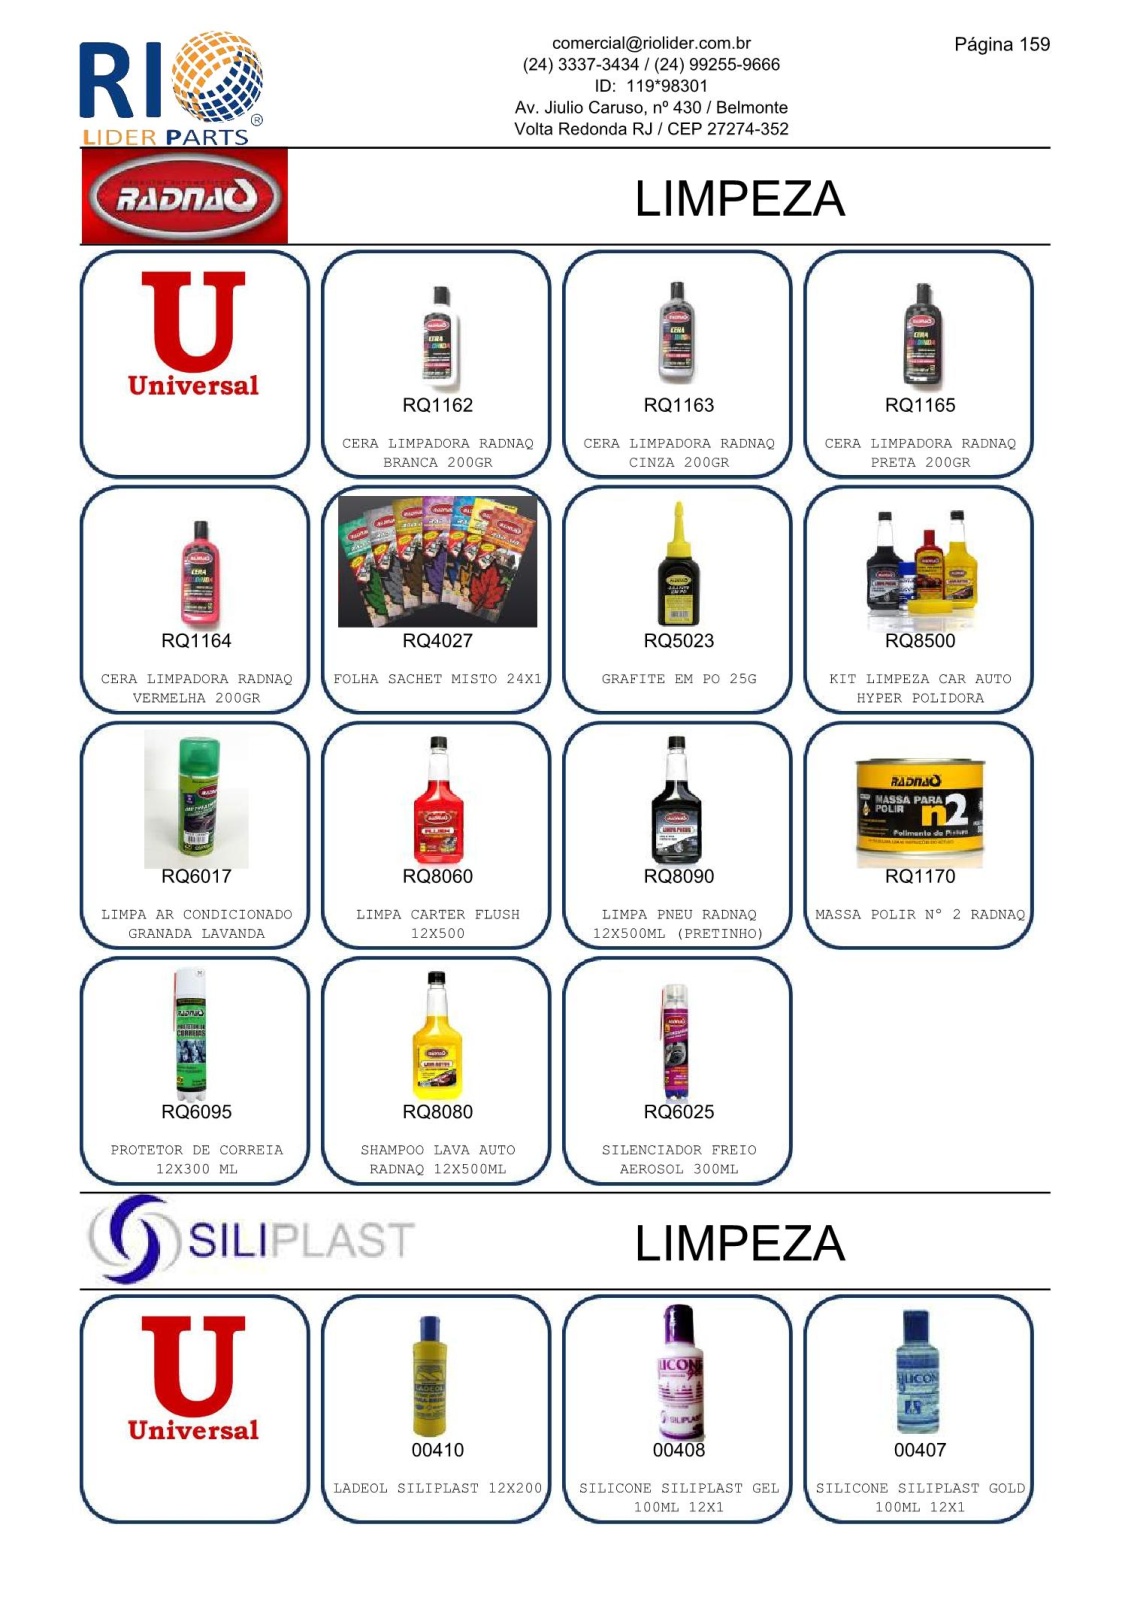 RIO
LIDER PARTS
®
comercial@riolider.com.br
(24) 3337-3434 / (24) 99255-9666
ID:  119*98301
Av. Jiulio Caruso, nº 430 / Belmonte
Volta Redonda RJ / CEP 27274-352
Página 159
RADNAQ
LIMPEZA
U
Universal
RQ1162
CERA LIMPADORA RADNAQ
BRANCA 200GR
RQ1163
CERA LIMPADORA RADNAQ
CINZA 200GR
RQ1165
CERA LIMPADORA RADNAQ
PRETA 200GR
RQ1164
CERA LIMPADORA RADNAQ
VERMELHA 200GR
RQ4027
FOLHA SACHET MISTO 24X1
RQ5023
GRAFITE EM PO 25G
RQ8500
KIT LIMPEZA CAR AUTO
HYPER POLIDORA
RQ6017
LIMPA AR CONDICIONADO
GRANADA LAVANDA
RQ8060
LIMPA CARTER FLUSH
12X500
RQ8090
LIMPA PNEU RADNAQ
12X500ML (PRETINHO)
RADNAQ
MASSA PARA
POLIR
n2
Polimento da Pintura
RQ1170
MASSA POLIR Nº 2 RADNAQ
RADNAQ
CORREIAS
RQ6095
PROTETOR DE CORREIA
12X300 ML
RQ8080
SHAMPOO LAVA AUTO
RADNAQ 12X500ML
RQ6025
SILENCIADOR FREIO
AEROSOL 300ML
SILIPLAST
LIMPEZA
U
Universal
00410
LADEOL SILIPLAST 12X200
SILIPLAST
00408
SILICONE SILIPLAST GEL
100ML 12X1
00407
SILICONE SILIPLAST GOLD
100ML 12X1